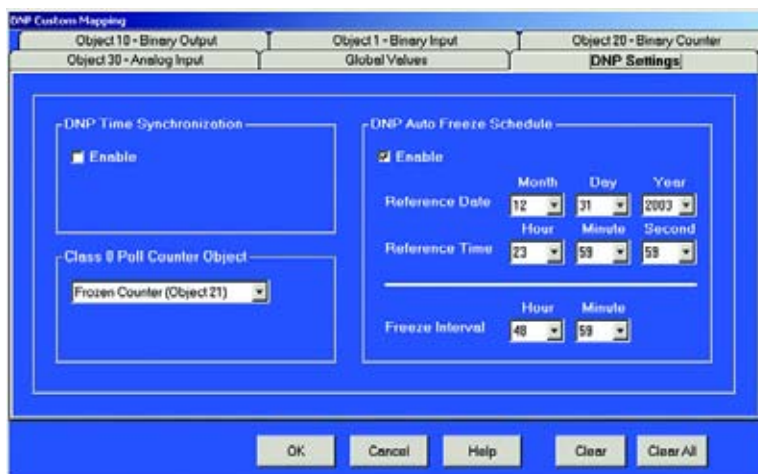 DNP Custom Mapping
Object 10 - Binary Output
Object 1 - Binary Input
Object 20 - Binary Counter
Object 30 - Analog Input
Global Values
DNP Settings
DNP Time Synchronization
Enable
Class 0 Poll Counter Object
Frozen Counter (Object 21)
DNP Auto Freeze Schedule
Enable
Month Day Year
Reference Date 12 31 2003
Hour Minute Second
Reference Time 23 59 59
Hour Minute
Freeze Interval 48 59
OK Cancel Help Clear Clear All